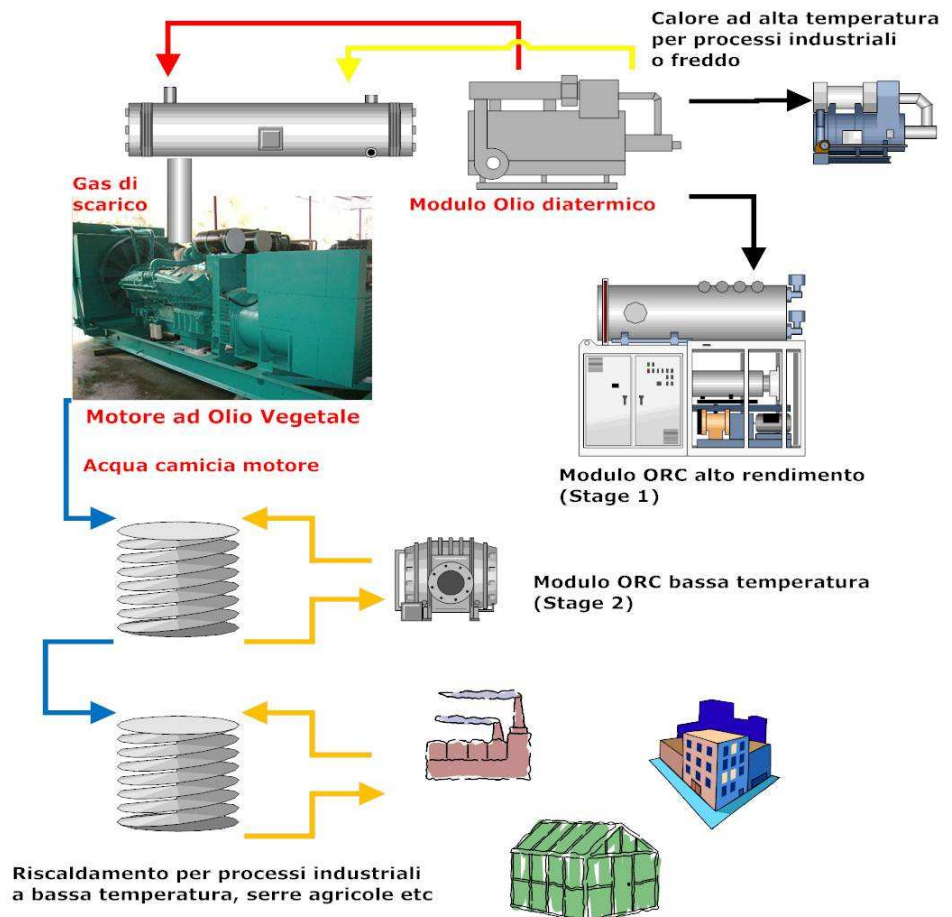 Calore ad alta temperatura
per processi industriali
o freddo
Gas di
scarico
Modulo Olio diatermico
Motore ad Olio Vegetale
Acqua camicia motore
Modulo ORC alto rendimento
(Stage 1)
Modulo ORC bassa temperatura
(Stage 2)
Riscaldamento per processi industriali
a bassa temperatura, serre agricole etc